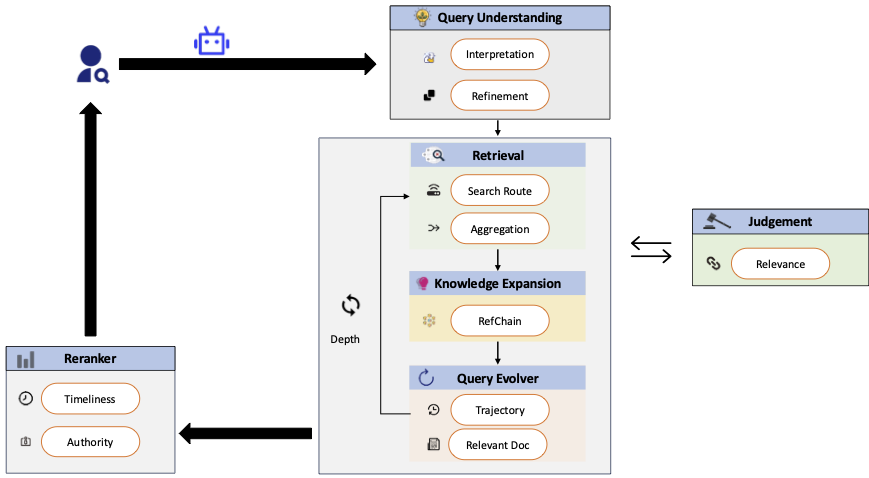 Query Understanding
Interpretation
Refinement
Retrieval
Search Route
Aggregation
Judgement
Relevance
Knowledge Expansion
RefChain
Depth
Query Evolver
Trajectory
Relevant Doc
Reranker
Timeliness
Authority